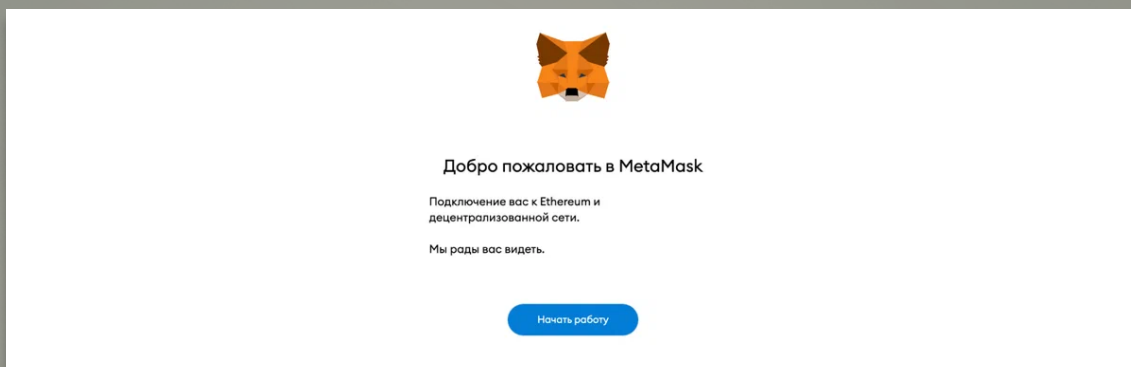 Добро пожаловать в MetaMask
Подключение вас к Ethereum и
децентрализованной сети.
Мы рады вас видеть.
Начать работу